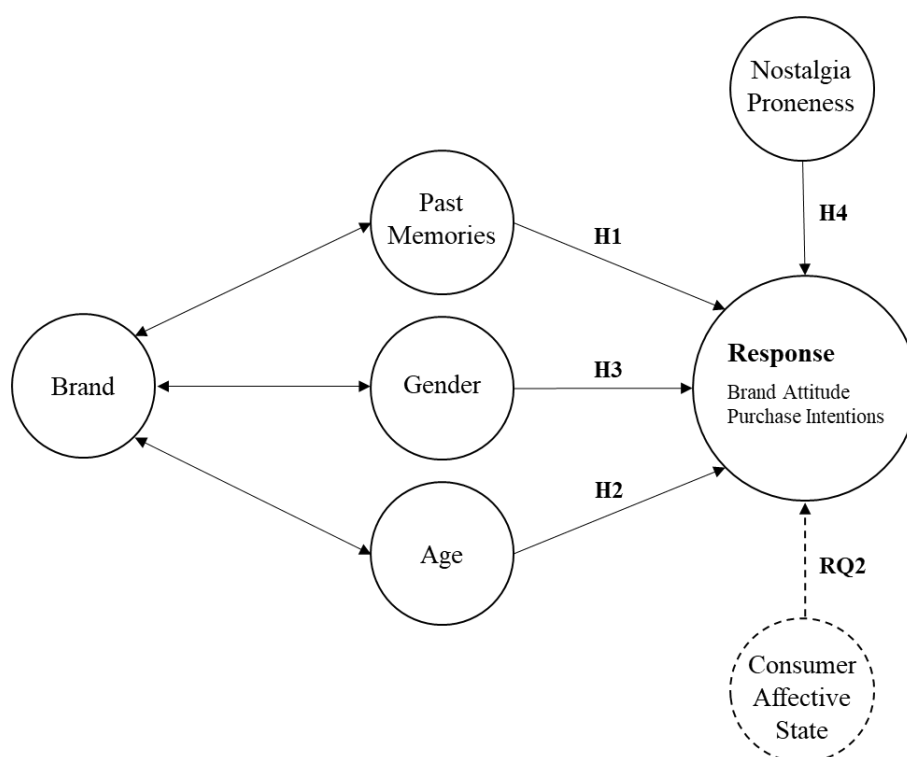 Nostalgia
Proneness
H4
Past
Memories
H1
Brand
Gender
H3
Response
Brand Attitude
Purchase Intentions
Age
H2
RQ2
Consumer
Affective
State